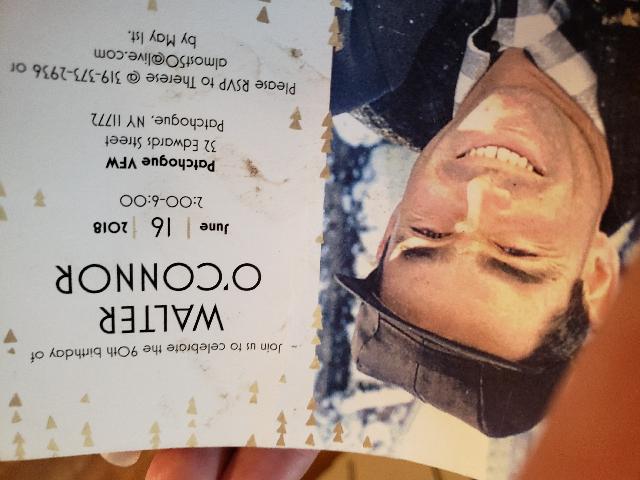 Join us to celebrate the 90th birthday of
WALTER
O'CONNOR
June | 16 | 2018
2:00-6:00
Patchogue VFW
32 Edwards Street
Patchogue, NY 11772
Please RSVP to Therese @ 319-373-2936 or
almost50@live.com
by May 1st.